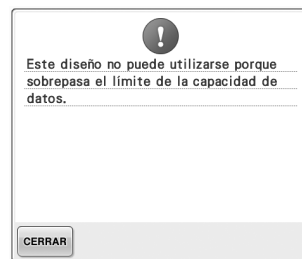 Este diseño no puede utilizarse porque
sobrepasa el límite de la capacidad de
datos.
CERRAR